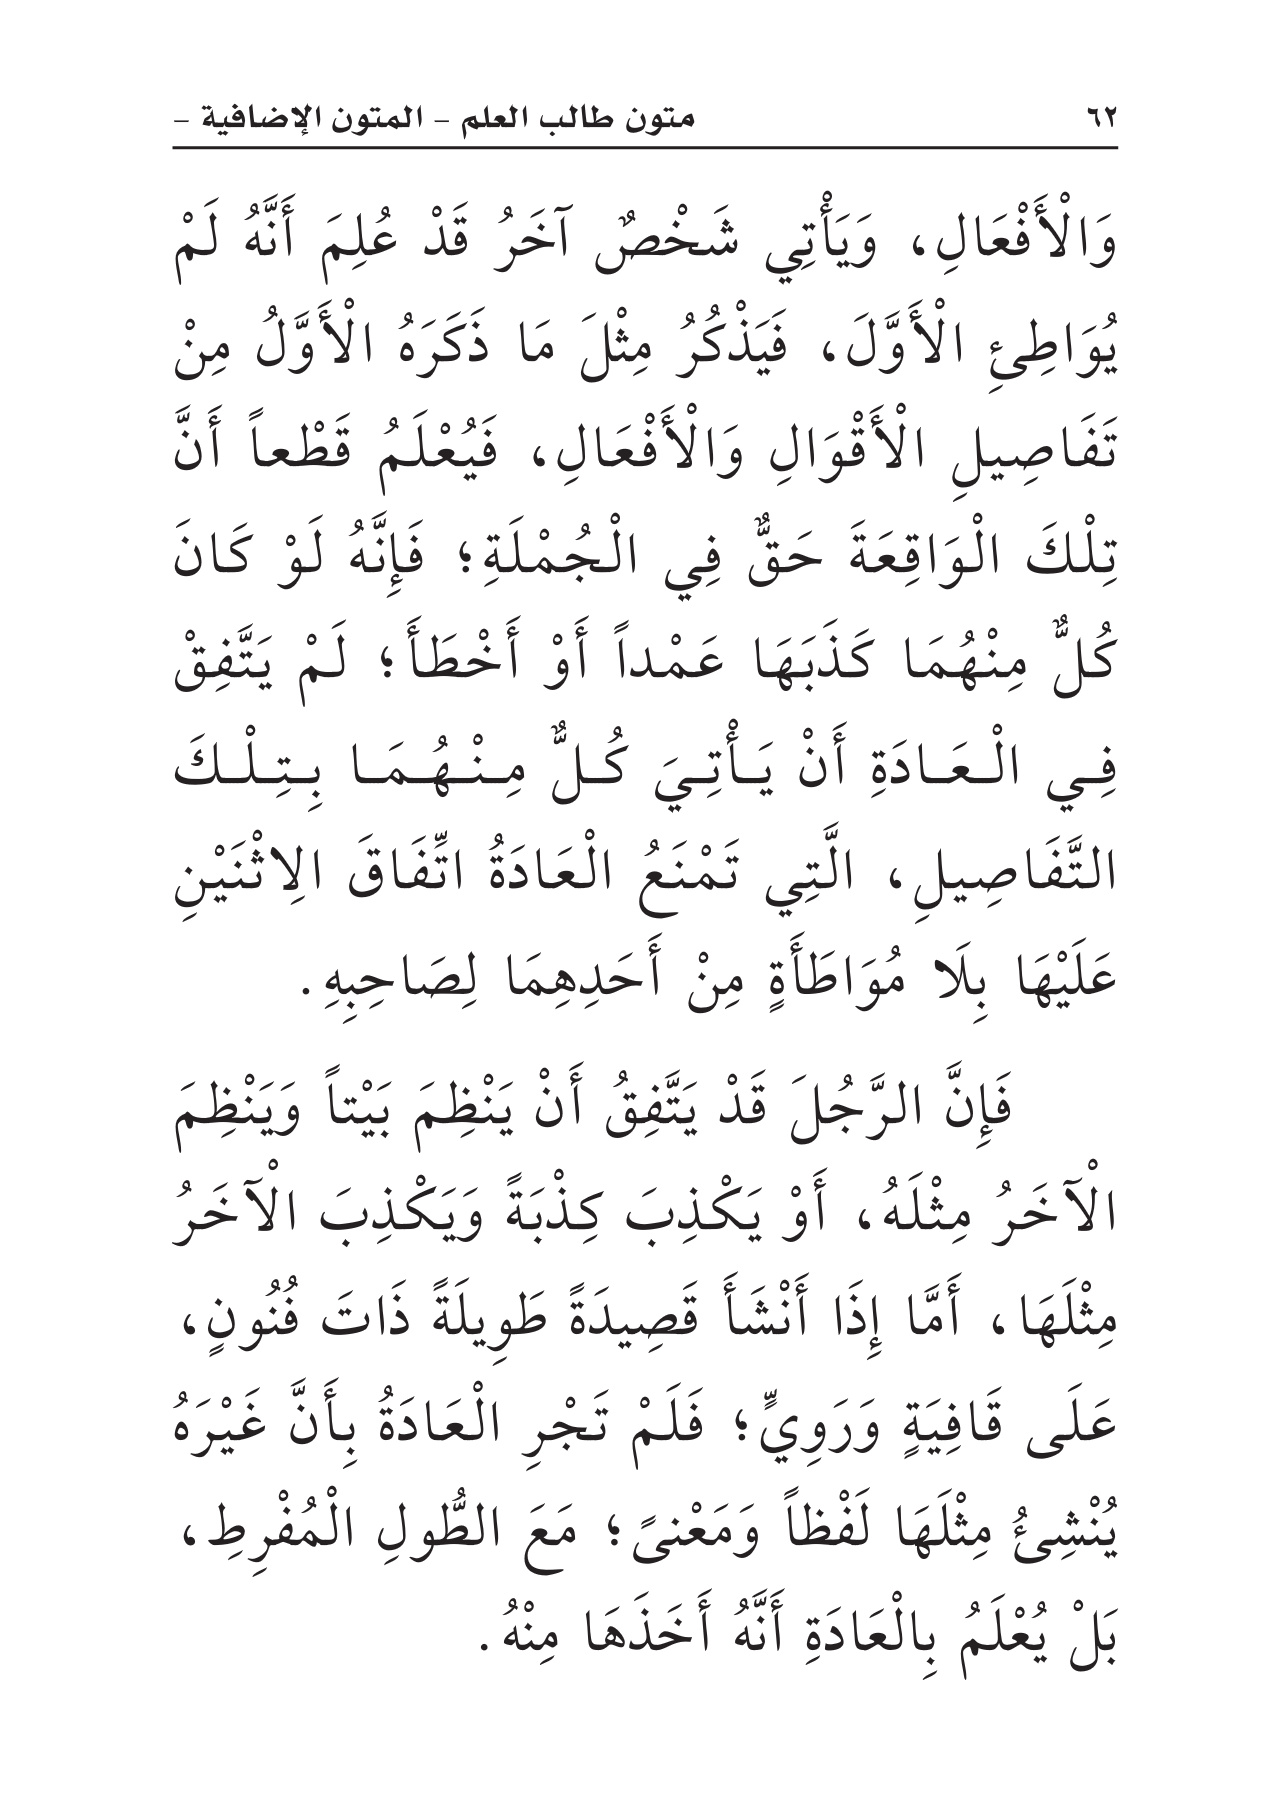 ٦٢ متون طالب العلم – المتون الإضافية –
وَالْأَفْعَالِ، وَيَأْتِي شَخْصٌ آخَرُ قَدْ عُلِمَ أَنَّهُ لَمْ
يُوَاطِئِ الْأَوَّلَ، فَيَذْكُرُ مِثْلَ مَا ذَكَرَهُ الْأَوَّلُ مِنْ
تَفَاصِيلِ الْأَقْوَالِ وَالْأَفْعَالِ، فَيُعْلَمُ قَطْعاً أَنَّ
تِلْكَ الْوَاقِعَةَ حَقٌّ فِي الْجُمْلَةِ؛ فَإِنَّهُ لَوْ كَانَ
كُلٌّ مِنْهُمَا كَذَبَهَا عَمْداً أَوْ أَخْطَأَ؛ لَمْ يَتَّفِقْ
فِي الْعَادَةِ أَنْ يَأْتِيَ كُلٌّ مِنْهُمَا بِتِلْكَ
التَّفَاصِيلِ، الَّتِي تَمْنَعُ الْعَادَةُ اتِّفَاقَ الِاثْنَيْنِ
عَلَيْهَا بِلَا مُوَاطَأَةٍ مِنْ أَحَدِهِمَا لِصَاحِبِهِ.
فَإِنَّ الرَّجُلَ قَدْ يَتَّفِقُ أَنْ يَنْظِمَ بَيْتاً وَيَنْظِمَ
الْآخَرُ مِثْلَهُ، أَوْ يَكْذِبَ كِذْبَةً وَيَكْذِبَ الْآخَرُ
مِثْلَهَا، أَمَّا إِذَا أَنْشَأَ قَصِيدَةً طَوِيلَةً ذَاتَ فُنُونٍ،
عَلَى قَافِيَةٍ وَرَوِيٍّ؛ فَلَمْ تَجْرِ الْعَادَةُ بِأَنَّ غَيْرَهُ
يُنْشِئُ مِثْلَهَا لَفْظاً وَمَعْنىً؛ مَعَ الطُّولِ الْمُفْرِطِ،
بَلْ يُعْلَمُ بِالْعَادَةِ أَنَّهُ أَخَذَهَا مِنْهُ.